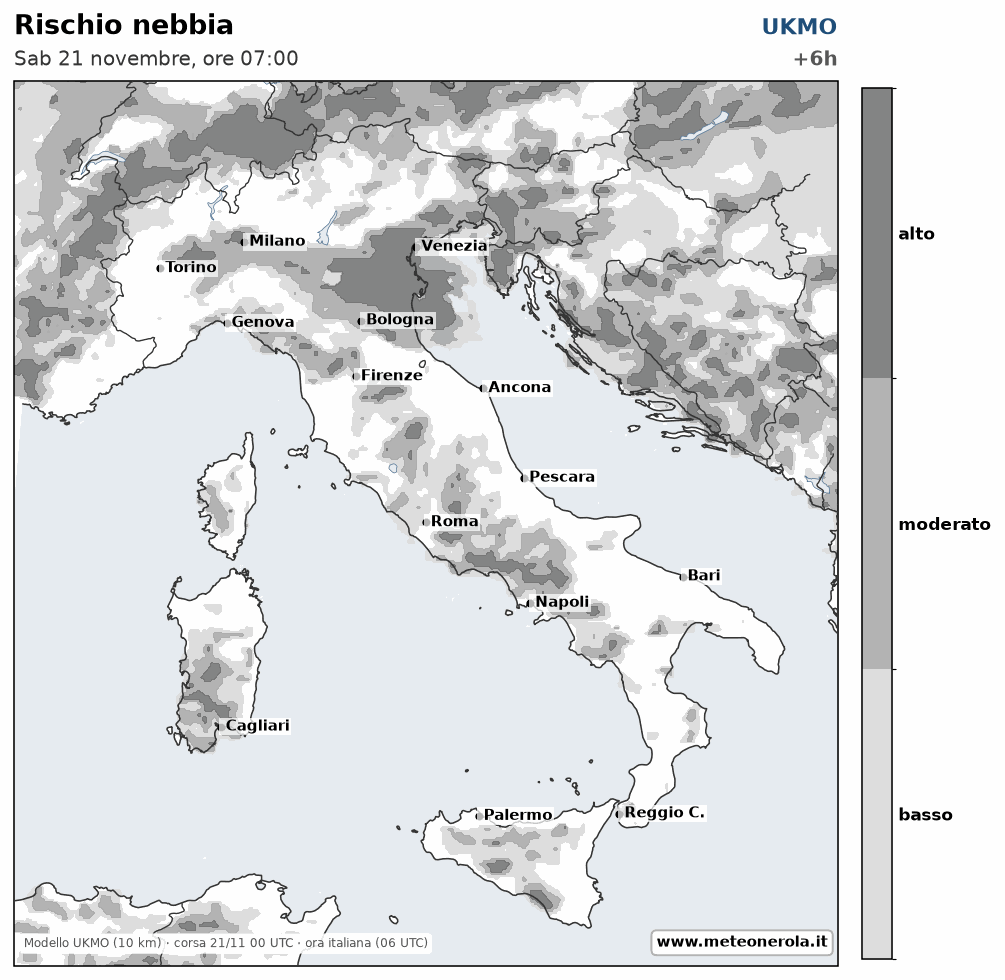 Rischio nebbia
UKMO
Sab 21 novembre, ore 07:00
+6h
Milano
Venezia
Torino
Genova
Bologna
Firenze
Ancona
Pescara
Roma
Bari
Napoli
Cagliari
Palermo
Reggio C.
alto
moderato
basso
Modello UKMO (10 km) · corsa 21/11 00 UTC · ora italiana (06 UTC)
www.meteonerola.it